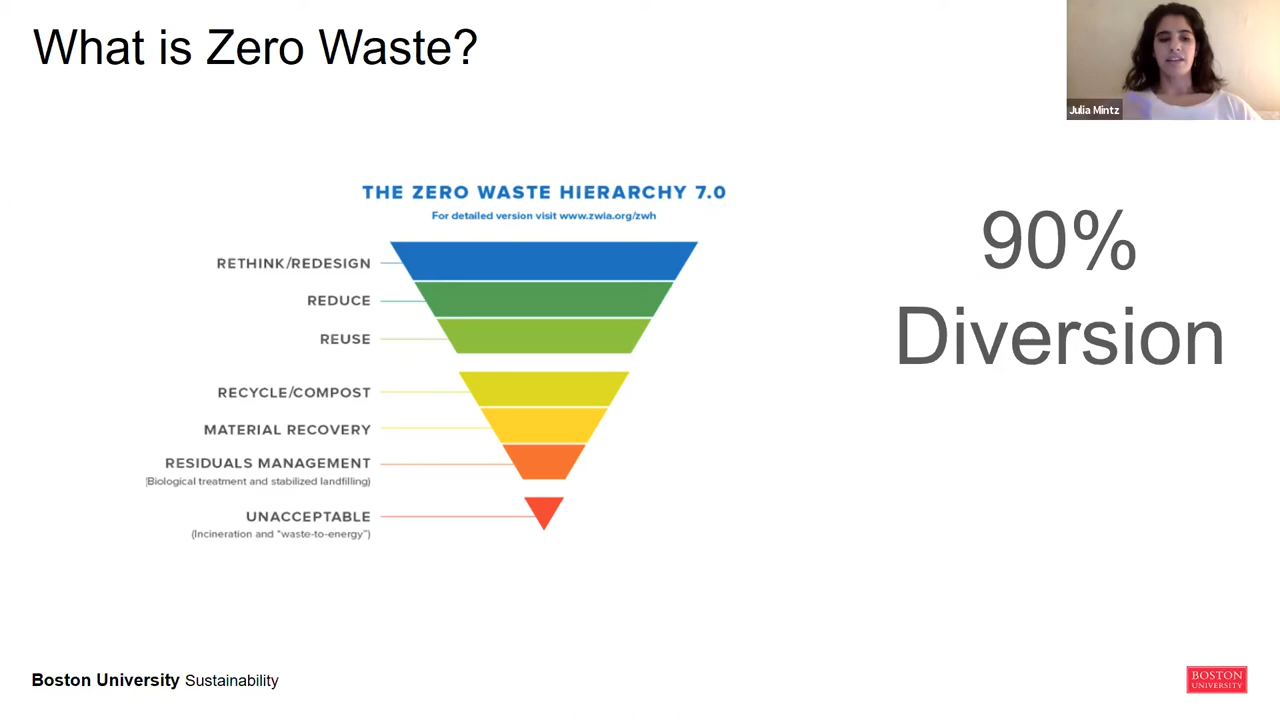 What is Zero Waste?
Julia Mintz
THE ZERO WASTE HIERARCHY 7.0
For detailed version visit www.zwia.org/zwh
RETHINK/REDESIGN
REDUCE
REUSE
RECYCLE/COMPOST
MATERIAL RECOVERY
RESIDUALS MANAGEMENT
(Biological treatment and stabilized landfilling)
UNACCEPTABLE
(Incineration and "waste-to-energy")
90%
Diversion
Boston University Sustainability
BOSTON
UNIVERSITY